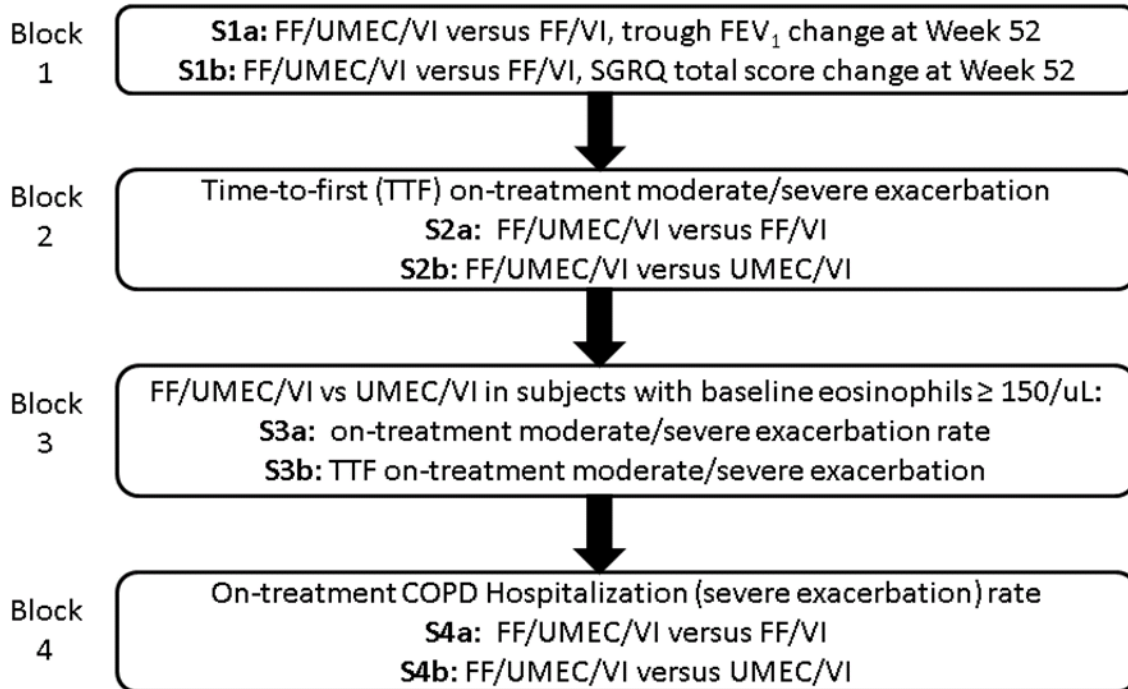 Block
1
S1a: FF/UMEC/VI versus FF/VI, trough FEV₁ change at Week 52
S1b: FF/UMEC/VI versus FF/VI, SGRQ total score change at Week 52
Block
2
Time-to-first (TTF) on-treatment moderate/severe exacerbation
S2a: FF/UMEC/VI versus FF/VI
S2b: FF/UMEC/VI versus UMEC/VI
Block
3
FF/UMEC/VI vs UMEC/VI in subjects with baseline eosinophils ≥ 150/uL:
S3a: on-treatment moderate/severe exacerbation rate
S3b: TTF on-treatment moderate/severe exacerbation
Block
4
On-treatment COPD Hospitalization (severe exacerbation) rate
S4a: FF/UMEC/VI versus FF/VI
S4b: FF/UMEC/VI versus UMEC/VI